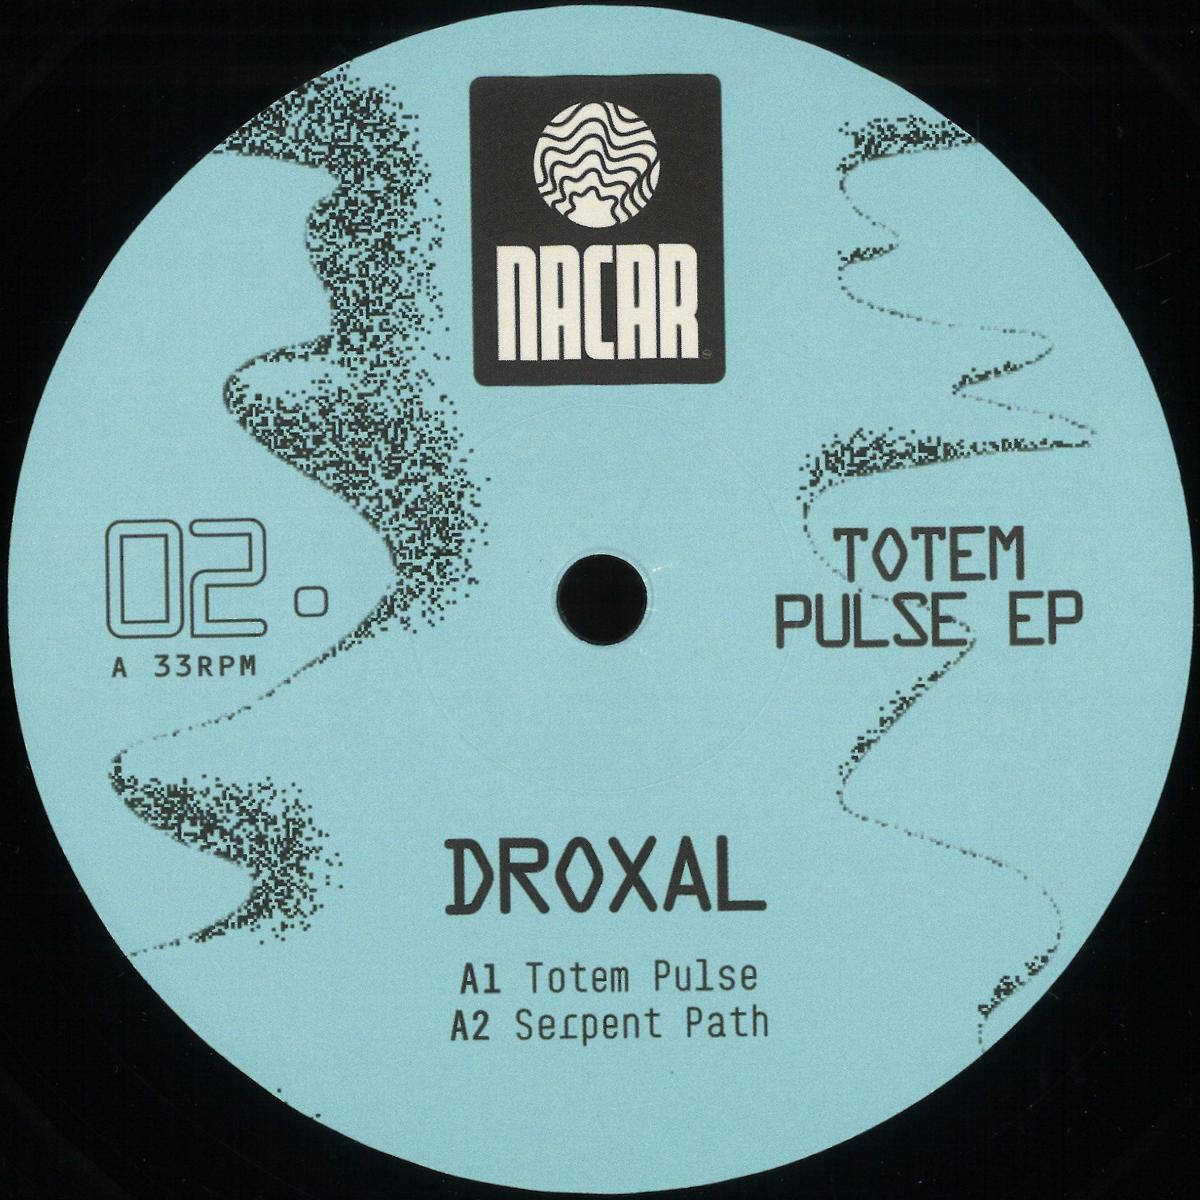 NACAR
02.
A 33RPM
TOTEM
PULSE EP
DROXAL
A1 Totem Pulse
A2 Serpent Path